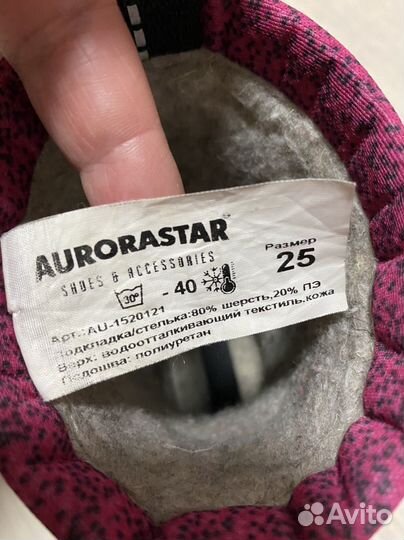 AURORASTAR™
SHOES & ACCESSORIES
Размер
25
30°
- 40
Арт.:AU-1520121
Подкладка/стелька:80% шерсть,20% ПЭ
Верх: водоотталкивающий текстиль,кожа
Подошва: полиуретан
Avito